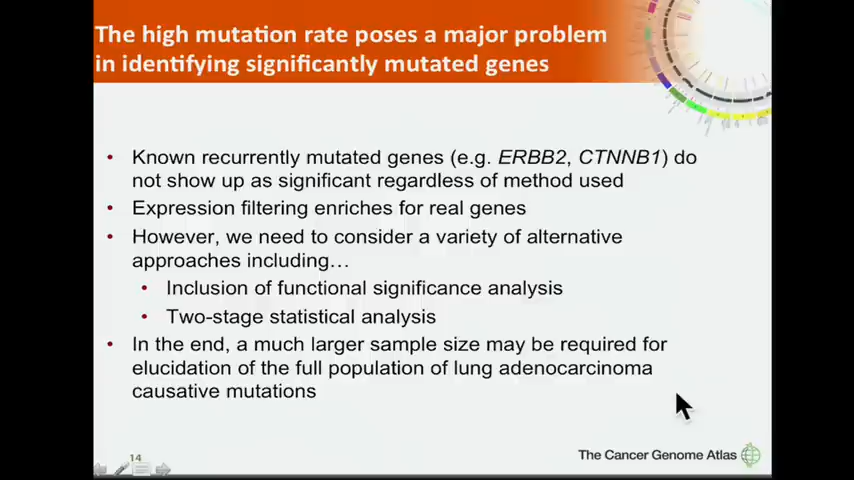 The high mutation rate poses a major problem
in identifying significantly mutated genes
• Known recurrently mutated genes (e.g. ERBB2, CTNNB1) do
not show up as significant regardless of method used
• Expression filtering enriches for real genes
• However, we need to consider a variety of alternative
approaches including…
• Inclusion of functional significance analysis
• Two-stage statistical analysis
• In the end, a much larger sample size may be required for
elucidation of the full population of lung adenocarcinoma
causative mutations
14
The Cancer Genome Atlas